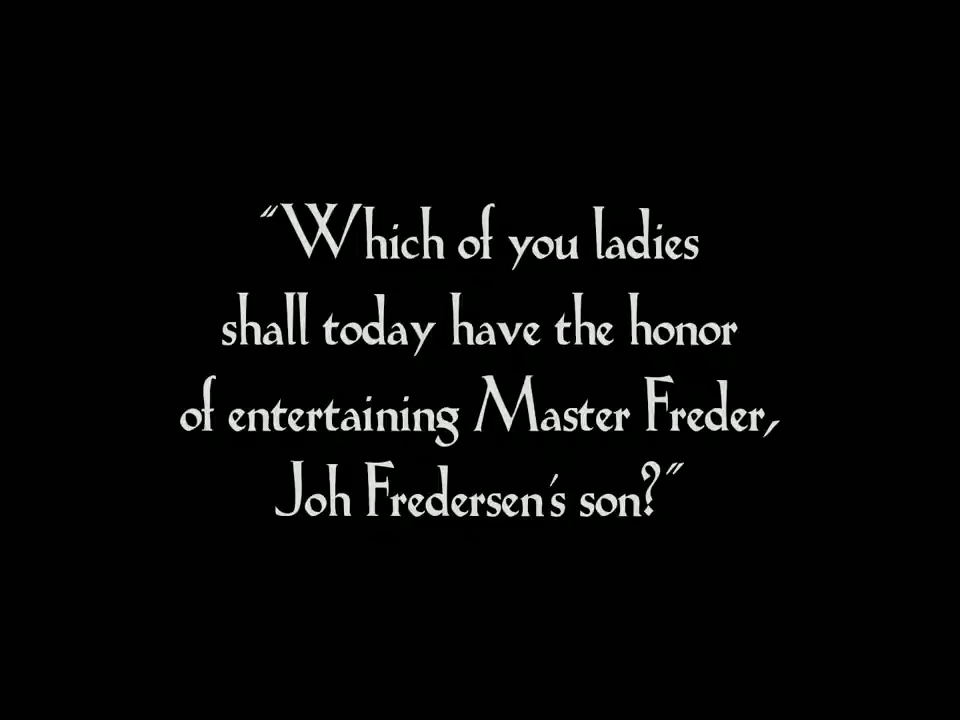 “Which of you ladies
shall today have the honor
of entertaining Master Freder,
Joh Fredersen's son?”